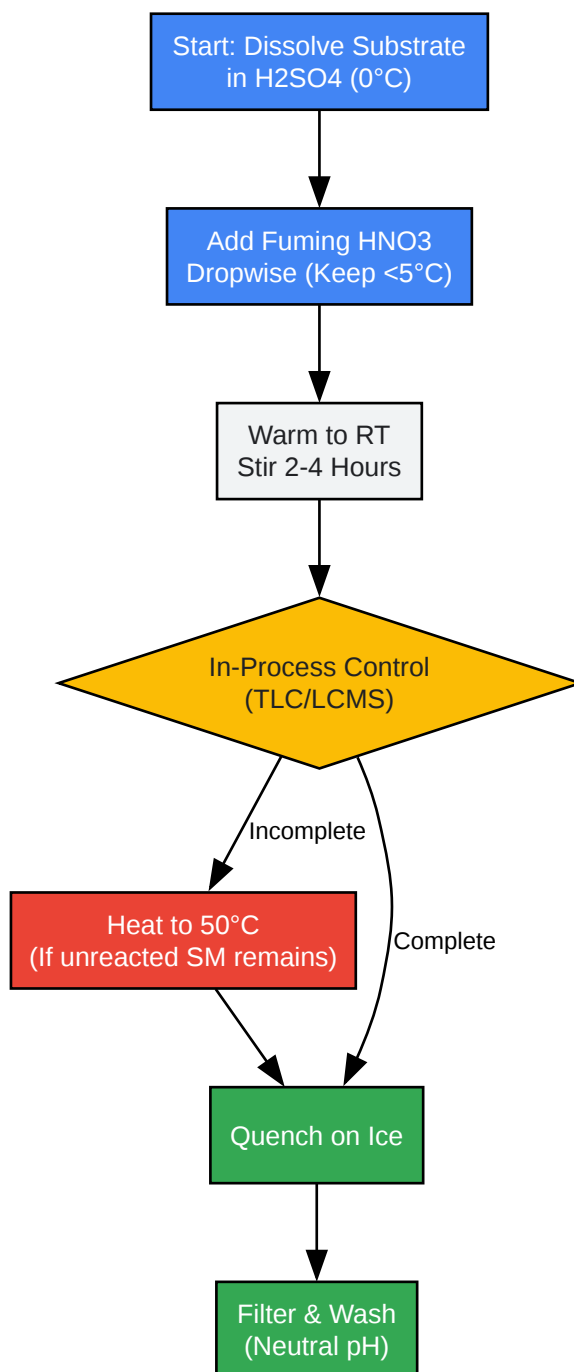 Start: Dissolve Substrate
in H2SO4 (0°C)
Add Fuming HNO3
Dropwise (Keep <5°C)
Warm to RT
Stir 2-4 Hours
In-Process Control
(TLC/LCMS)
Incomplete
Heat to 50°C
(If unreacted SM remains)
Complete
Quench on Ice
Filter & Wash
(Neutral pH)